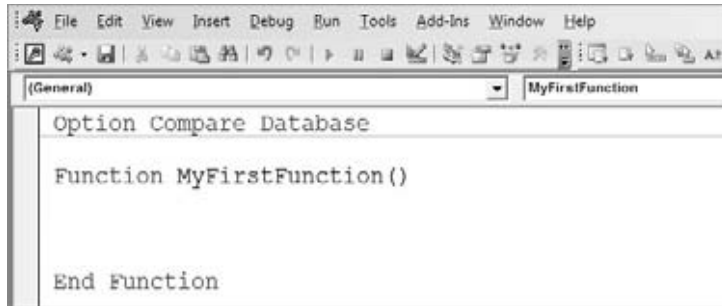 File Edit View Insert Debug Run Tools Add-Ins Window Help
(General) MyFirstFunction
Option Compare Database
Function MyFirstFunction()
End Function